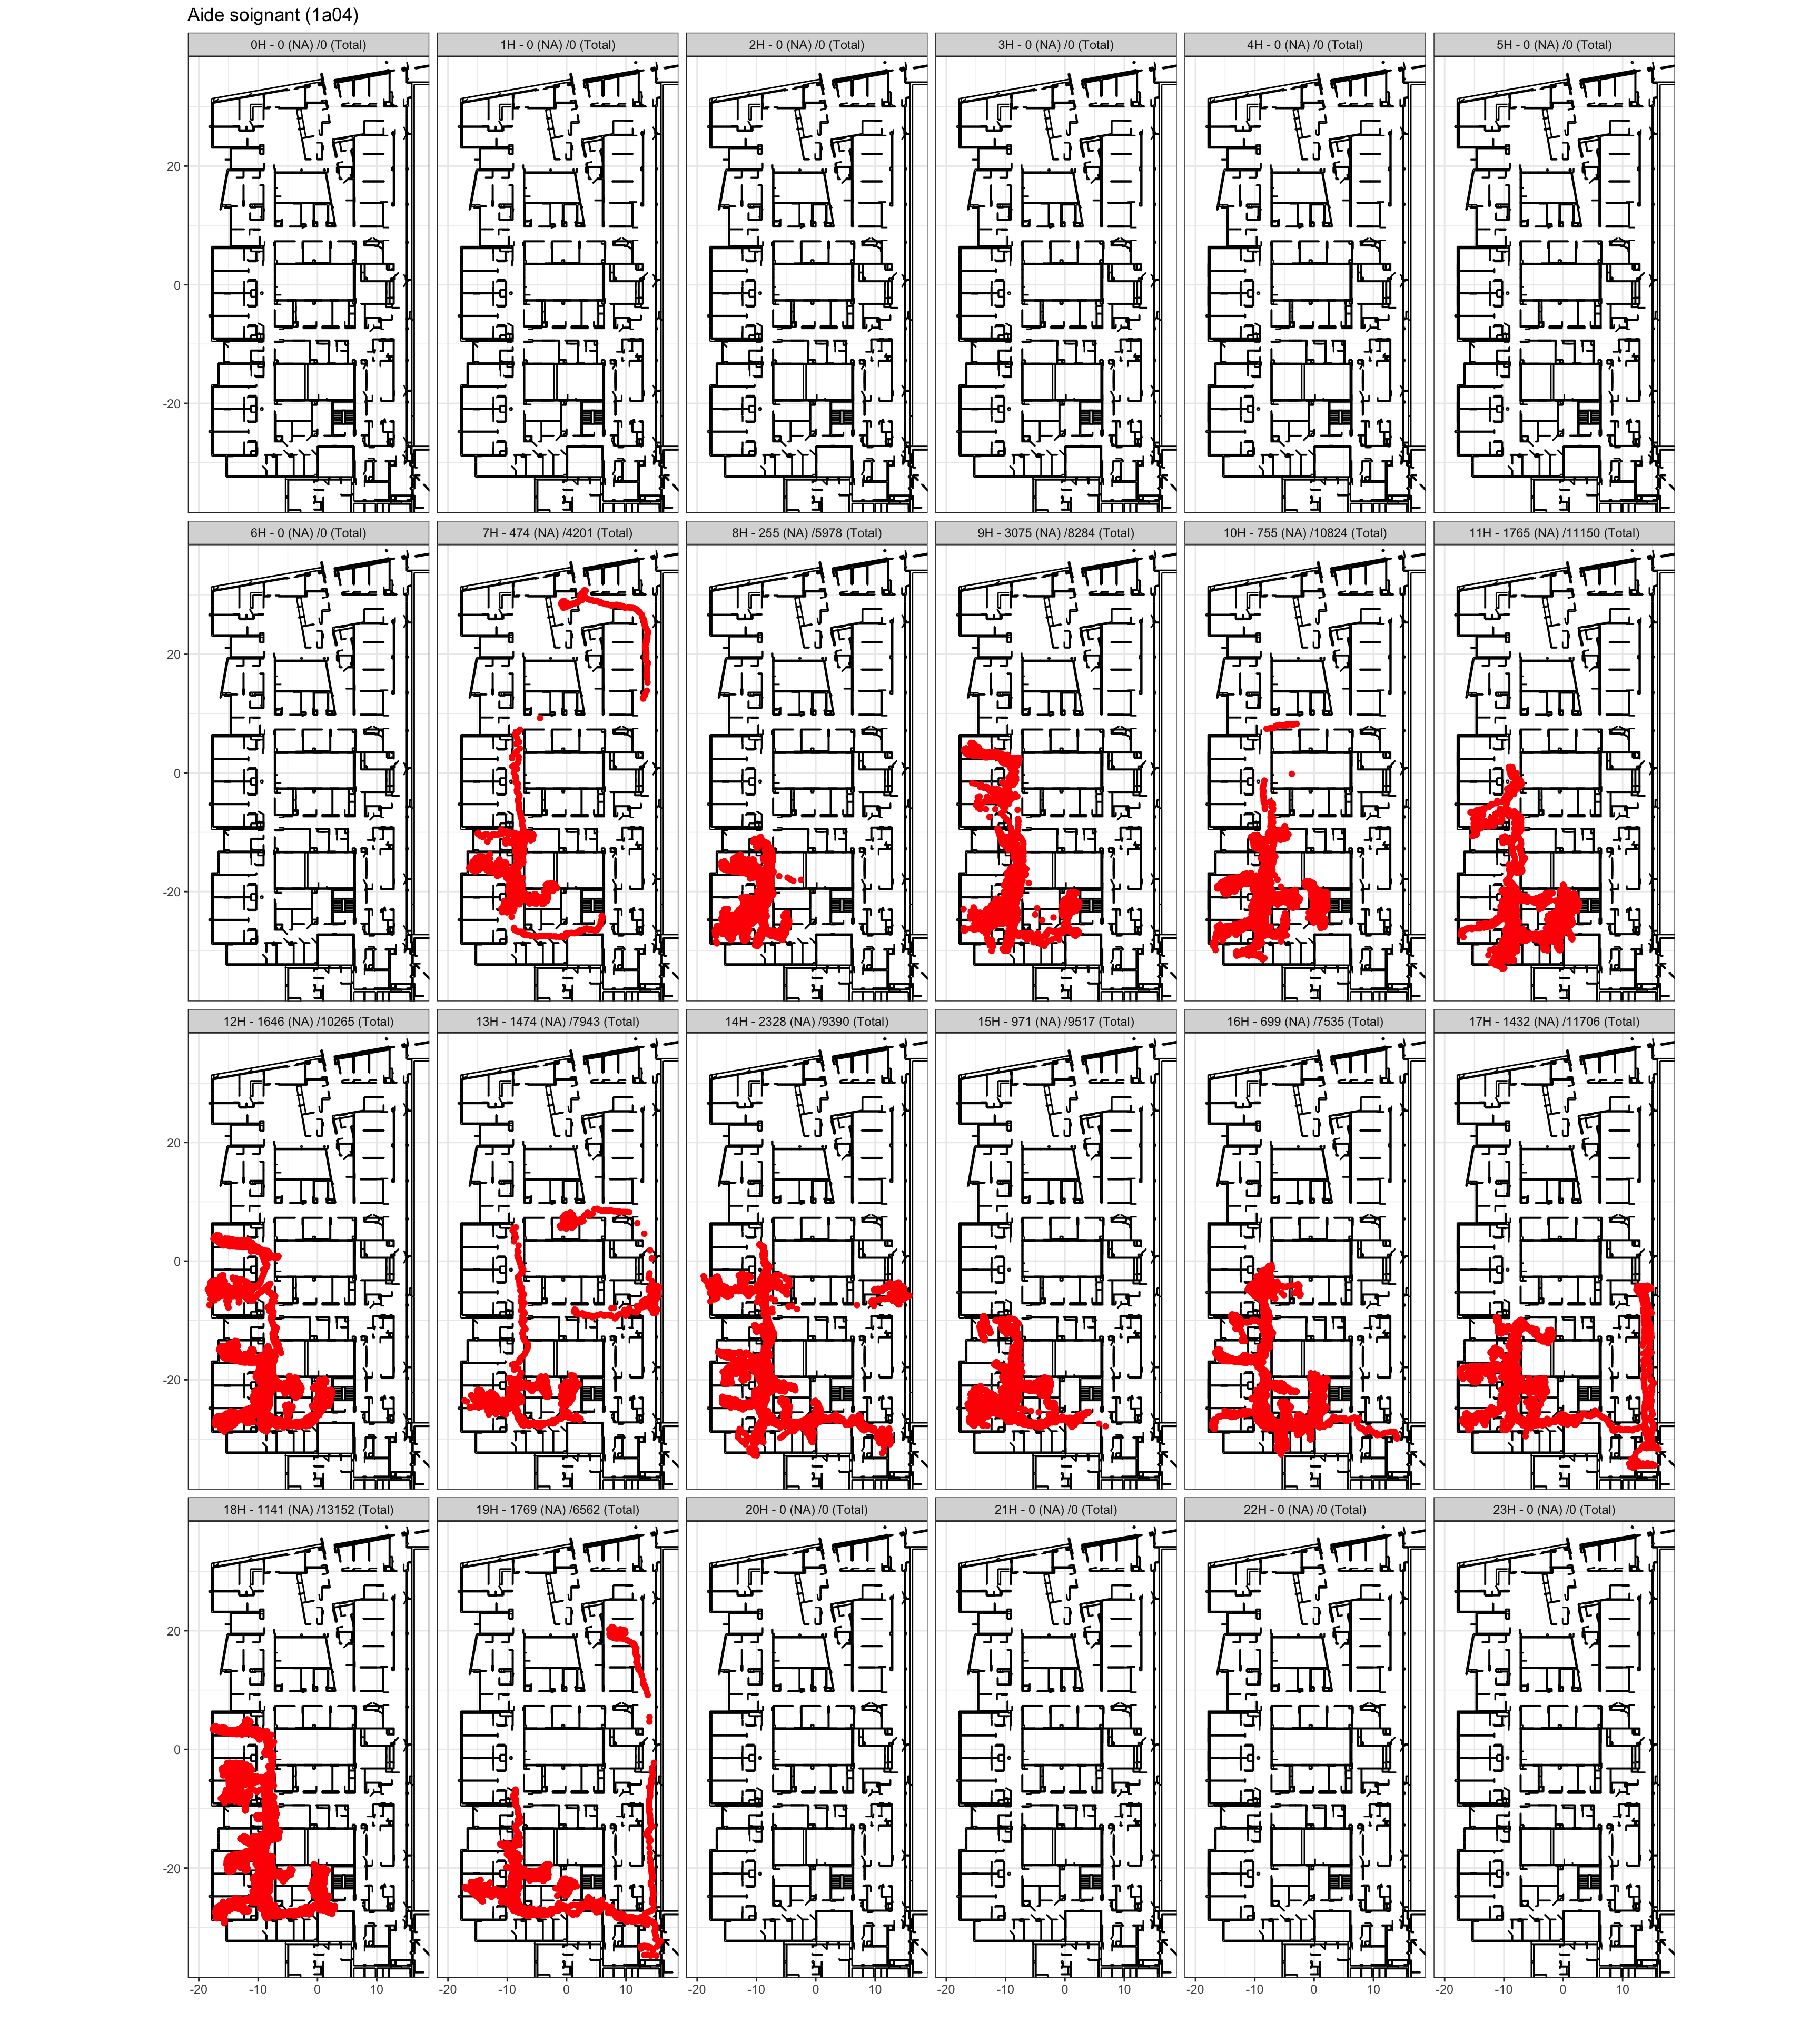 Aide soignant (1a04)
0H - 0 (NA) /0 (Total) 1H - 0 (NA) /0 (Total) 2H - 0 (NA) /0 (Total) 3H - 0 (NA) /0 (Total) 4H - 0 (NA) /0 (Total) 5H - 0 (NA) /0 (Total)
20
0
-20
6H - 0 (NA) /0 (Total) 7H - 474 (NA) /4201 (Total) 8H - 255 (NA) /5978 (Total) 9H - 3075 (NA) /8284 (Total) 10H - 755 (NA) /10824 (Total) 11H - 1765 (NA) /11150 (Total)
20
0
-20
12H - 1646 (NA) /10265 (Total) 13H - 1474 (NA) /7943 (Total) 14H - 2328 (NA) /9390 (Total) 15H - 971 (NA) /9517 (Total) 16H - 699 (NA) /7535 (Total) 17H - 1432 (NA) /11706 (Total)
20
0
-20
18H - 1141 (NA) /13152 (Total) 19H - 1769 (NA) /6562 (Total) 20H - 0 (NA) /0 (Total) 21H - 0 (NA) /0 (Total) 22H - 0 (NA) /0 (Total) 23H - 0 (NA) /0 (Total)
20
0
-20
-20 -10 0 10 -20 -10 0 10 -20 -10 0 10 -20 -10 0 10 -20 -10 0 10 -20 -10 0 10